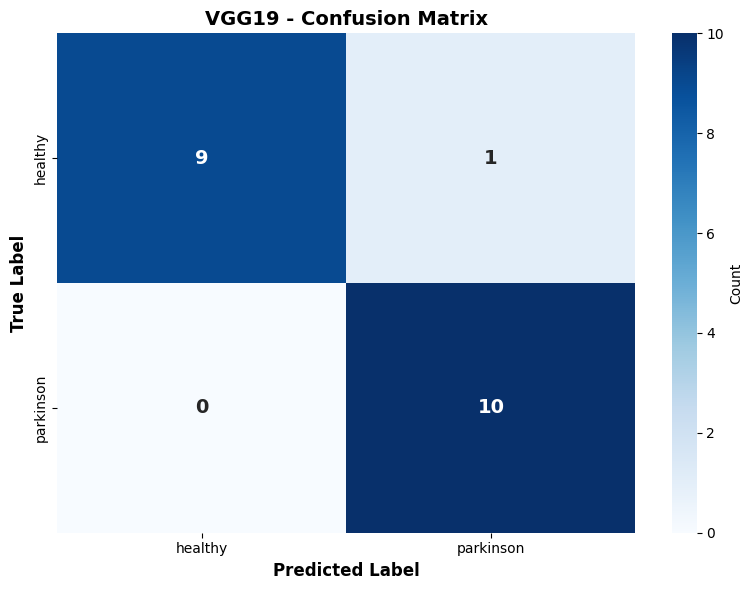 VGG19 - Confusion Matrix
True Label
healthy
9
1
parkinson
0
10
healthy
parkinson
Predicted Label
10
8
6
4
2
0
Count